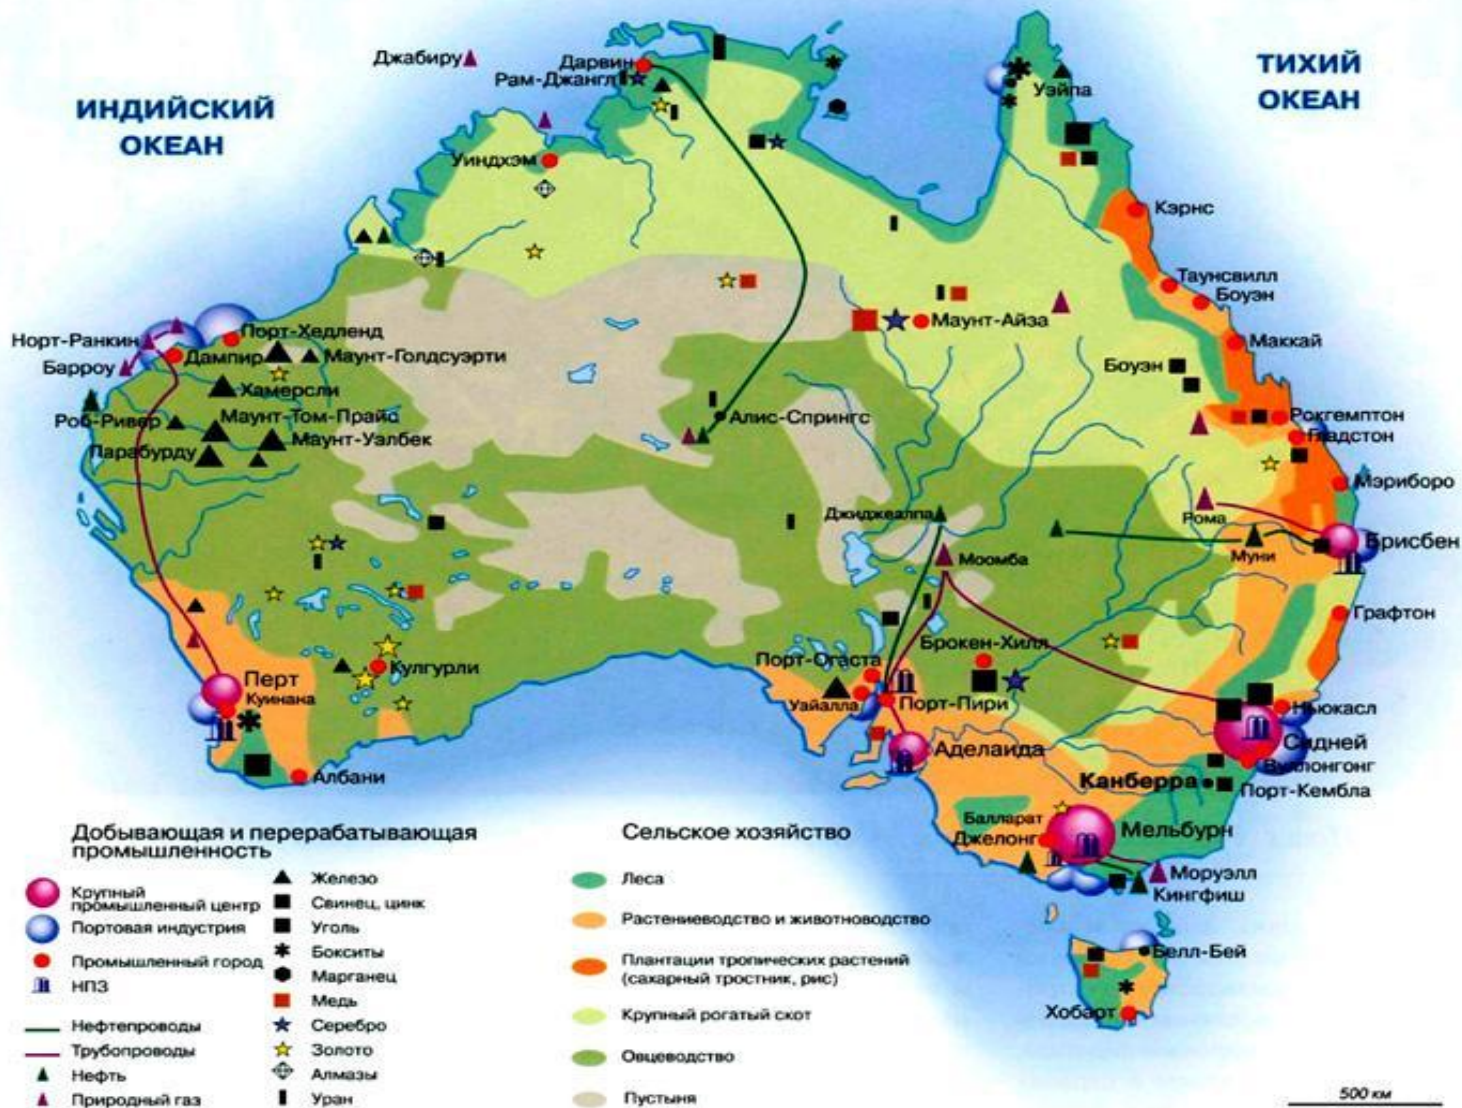 ИНДИЙСКИЙ
ОКЕАН
ТИХИЙ
ОКЕАН
Джабиру
Дарвин
Рам-Джангл
Уэйпа
Уиндхэм
Кэрнс
Таунсвилл
Боуэн
Норт-Ранкин
Порт-Хедленд
Маунт-Айза
Маккай
Барроу
Дампир
Маунт-Голдсуэрти
Боуэн
Хамерсли
Роб-Ривер
Маунт-Том-Прайс
Алис-Спрингс
Рокгемптон
Гладстон
Маунт-Уэлбек
Парабурду
Мэриборо
Джиджеалпа
Рома
Моомба
Муни
Брисбен
Графтон
Брокен-Хилл
Порт-Огаста
Кулгурли
Перт
Куинана
Уайалла
Порт-Пири
Ньюкасл
Сидней
Аделаида
Вуллонгонг
Албани
Канберра
Порт-Кембла
Балларат
Мельбурн
Джелонг
Моруэлл
Кингфиш
Белл-Бей
Хобарт
Добывающая и перерабатывающая
промышленность
Крупный
промышленный центр
Портовая индустрия
Промышленный город
НПЗ
Нефтепроводы
Трубопроводы
Нефть
Природный газ
Железо
Свинец, цинк
Уголь
Бокситы
Марганец
Медь
Серебро
Золото
Алмазы
Уран
Сельское хозяйство
Леса
Растениеводство и животноводство
Плантации тропических растений
(сахарный тростник, рис)
Крупный рогатый скот
Овцеводство
Пустыня
500 км